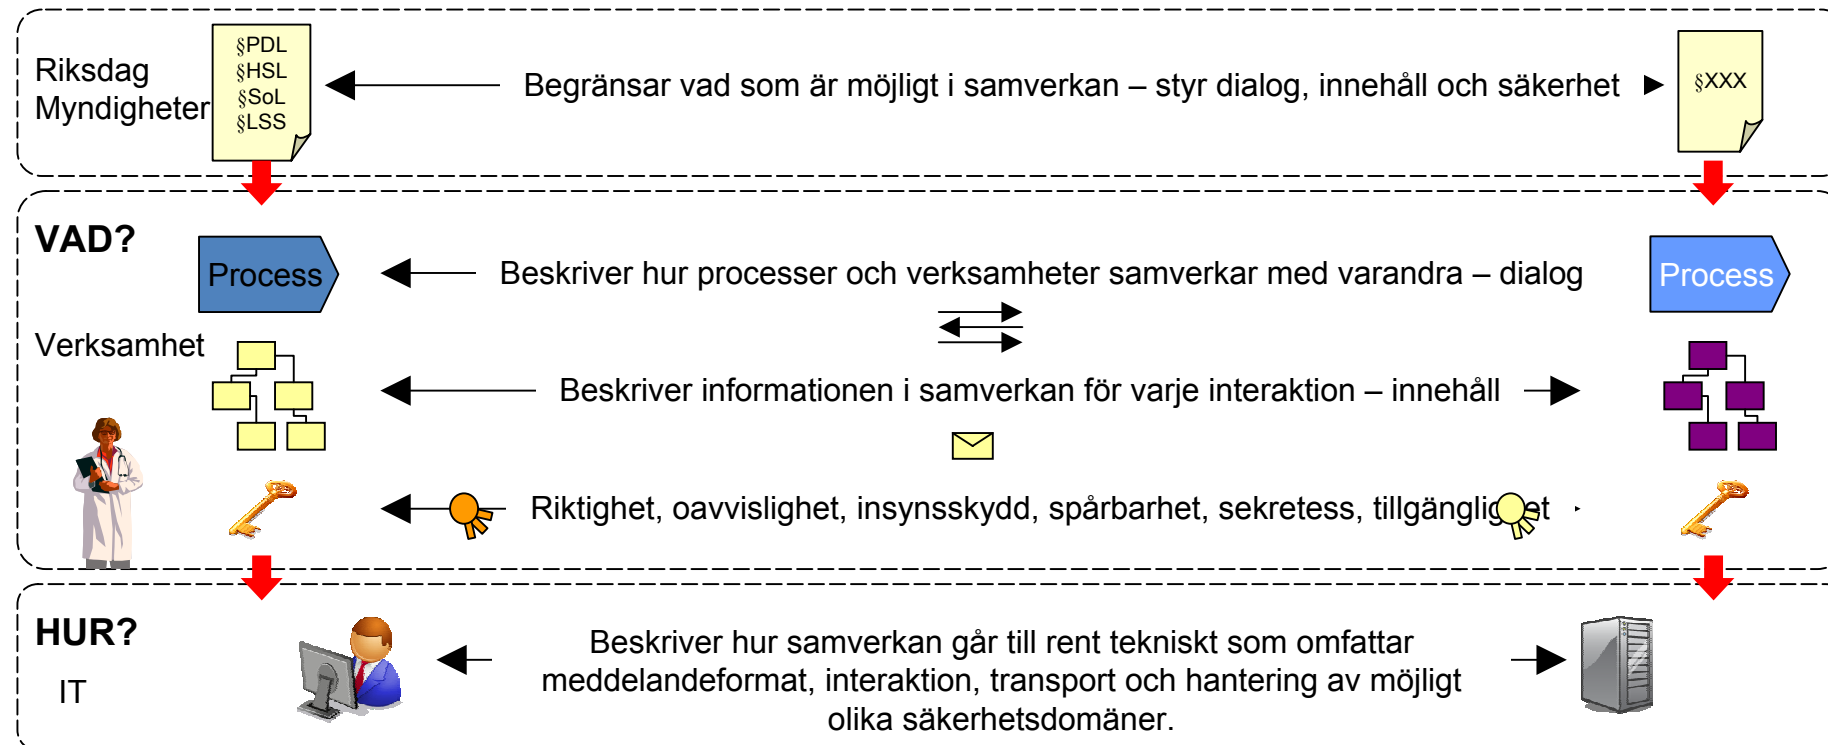 Riksdag
Myndigheter
§PDL
§HSL
§SoL
§LSS
Begränsar vad som är möjligt i samverkan – styr dialog, innehåll och säkerhet
§XXX
VAD?
Process
Beskriver hur processer och verksamheter samverkar med varandra – dialog
Process
Verksamhet
Beskriver informationen i samverkan för varje interaktion – innehåll
Riktighet, oavvislighet, insynsskydd, spårbarhet, sekretess, tillgänglighet
HUR?
IT
Beskriver hur samverkan går till rent tekniskt som omfattar
meddelandeformat, interaktion, transport och hantering av möjligt
olika säkerhetsdomäner.